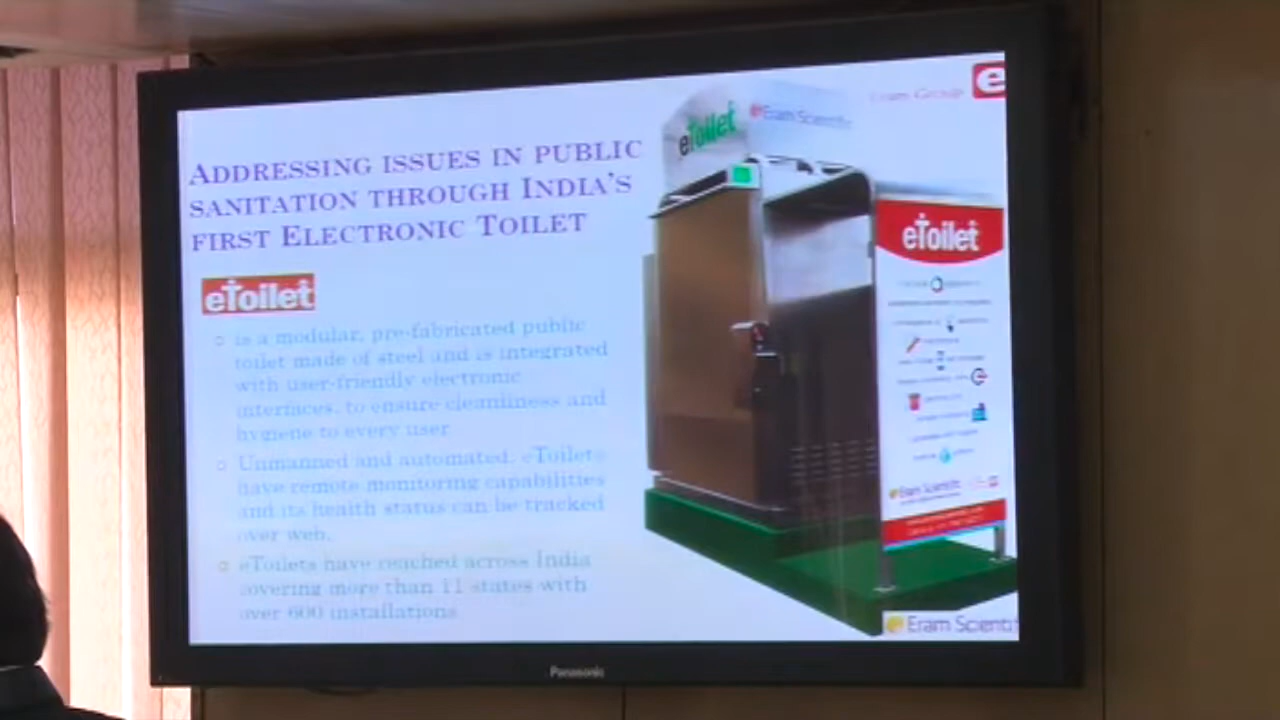 ADDRESSING ISSUES IN PUBLIC
SANITATION THROUGH INDIA'S
FIRST ELECTRONIC TOILET
eToilet
is a modular, pre-fabricated public
toilet made of steel and is integrated
with user-friendly electronic
interfaces, to ensure cleanliness and
hygiene to every user
Unmanned and automated, eToilets
have remote monitoring capabilities
and its health status can be tracked
over web.
eToilets have reached across India
covering more than 11 states with
over 600 installations
eToilet
Eram Scientific
Eram Group
e
eToilet
Eram Scientific
Eram Scienti
Panasonic